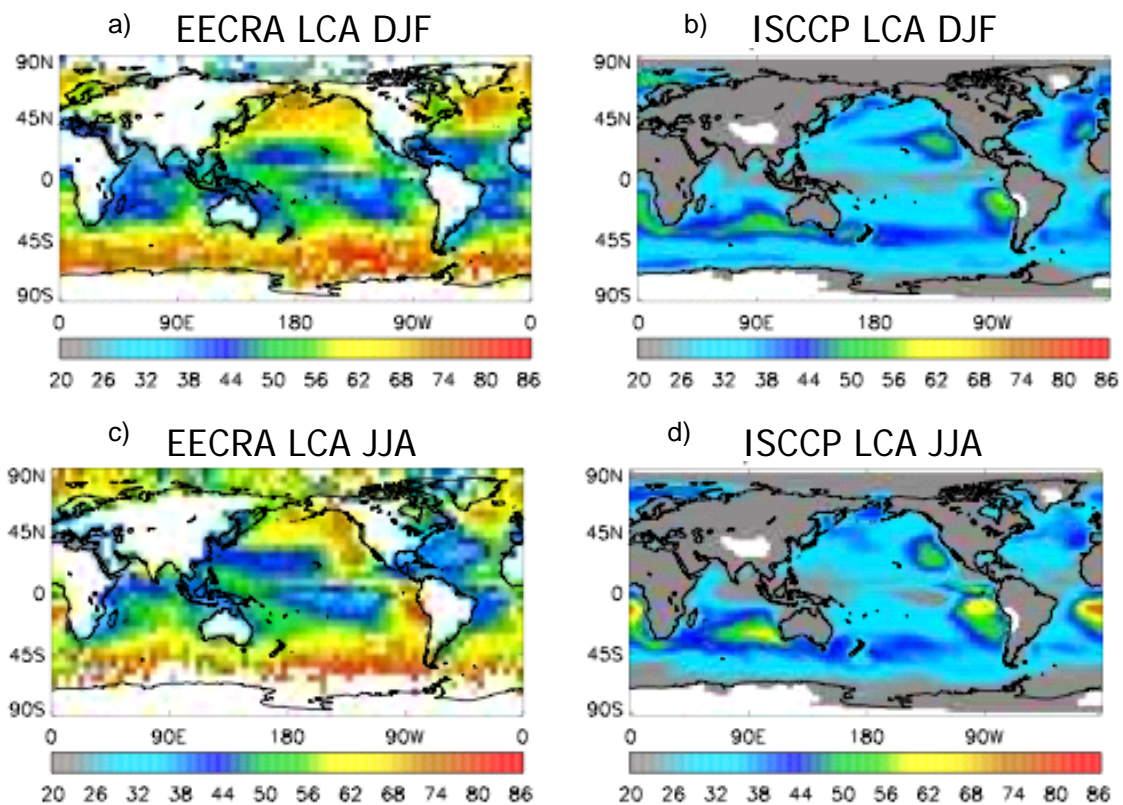 a) EECRA LCA DJF
90N
45N
0
45S
90S
0 90E 180 90W 0
20 26 32 38 44 50 56 62 68 74 80 86
b) ISCCP LCA DJF
90N
45N
0
45S
90S
0 90E 180 90W
20 26 32 38 44 50 56 62 68 74 80 86
c) EECRA LCA JJA
90N
45N
0
45S
90S
0 90E 180 90W 0
20 26 32 38 44 50 56 62 68 74 80 86
d) ISCCP LCA JJA
90N
45N
0
45S
90S
0 90E 180 90W
20 26 32 38 44 50 56 62 68 74 80 86